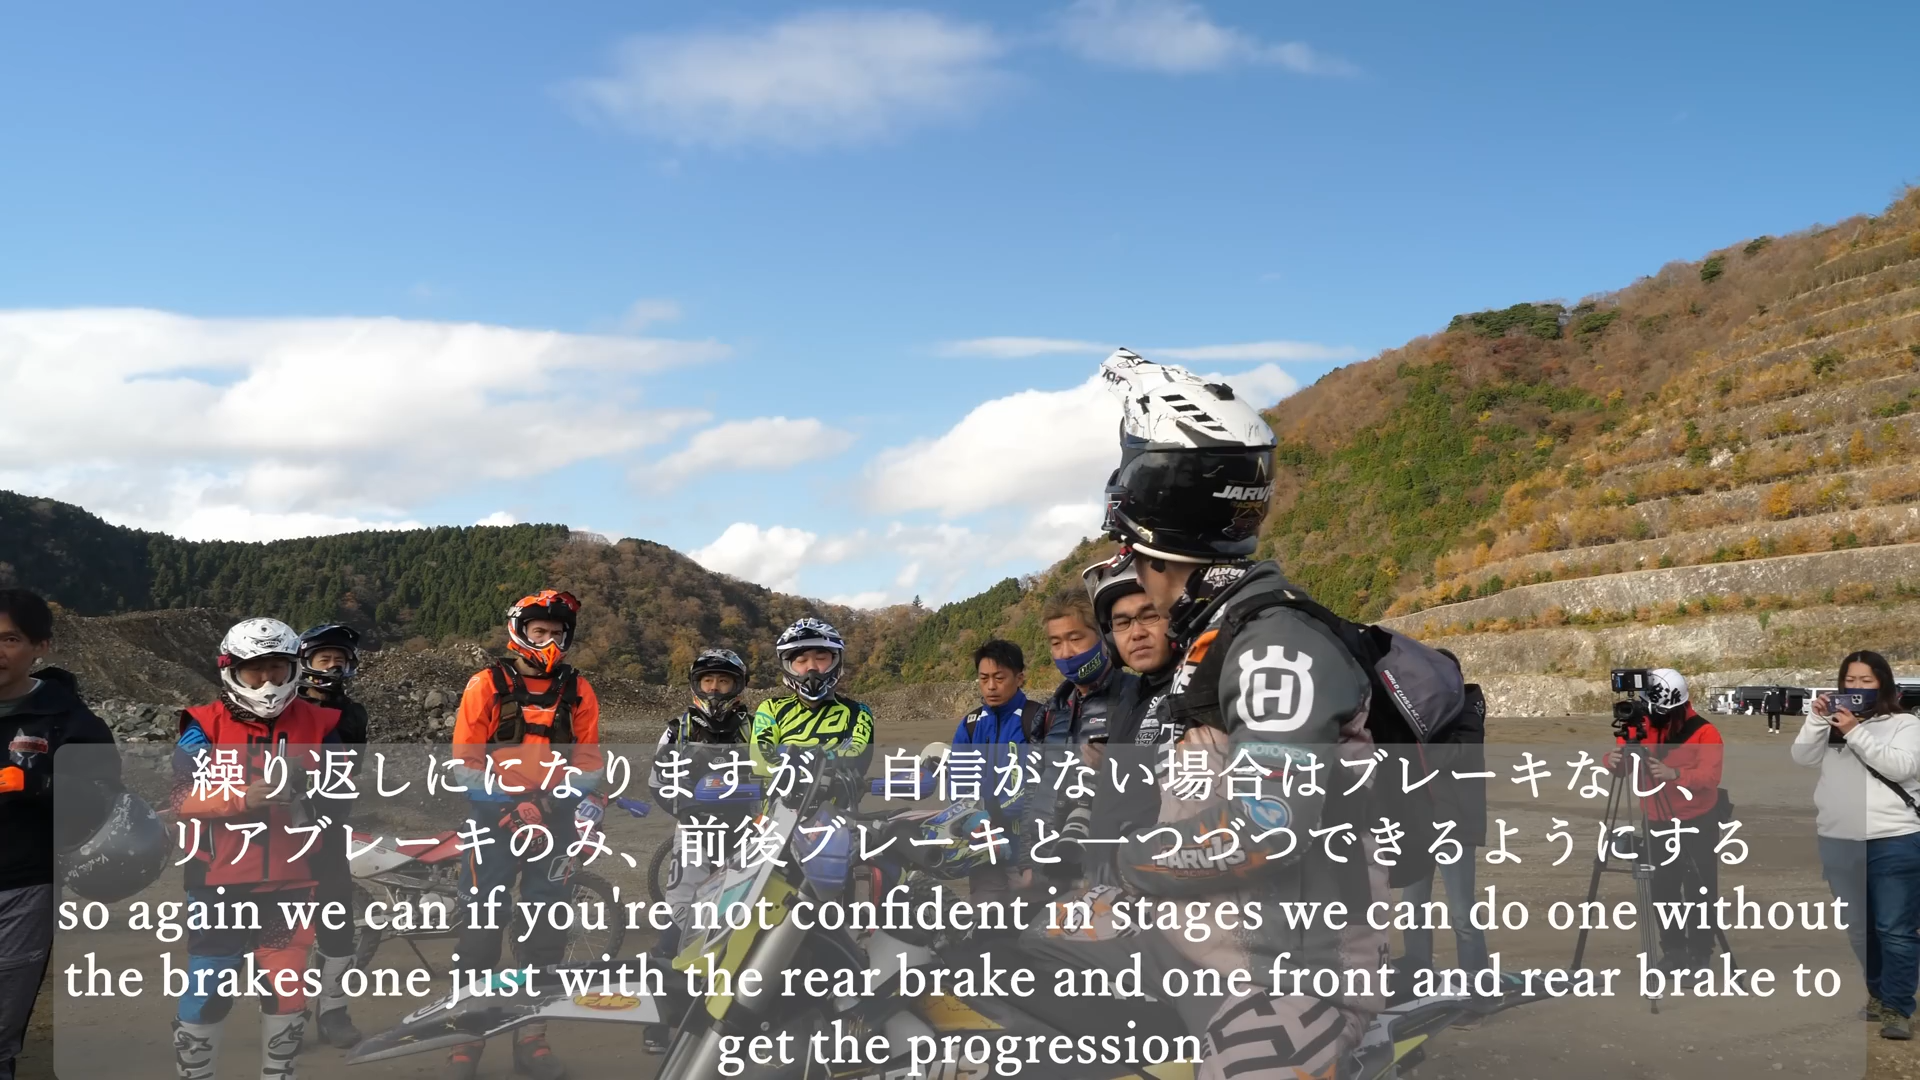 JARVIS
繰り返しにになりますが　自信がない場合はブレーキなし、
リアブレーキのみ、前後ブレーキと一つづつできるようにする
so again we can if you're not confident in stages we can do one without
the brakes one just with the rear brake and one front and rear brake to
get the progression